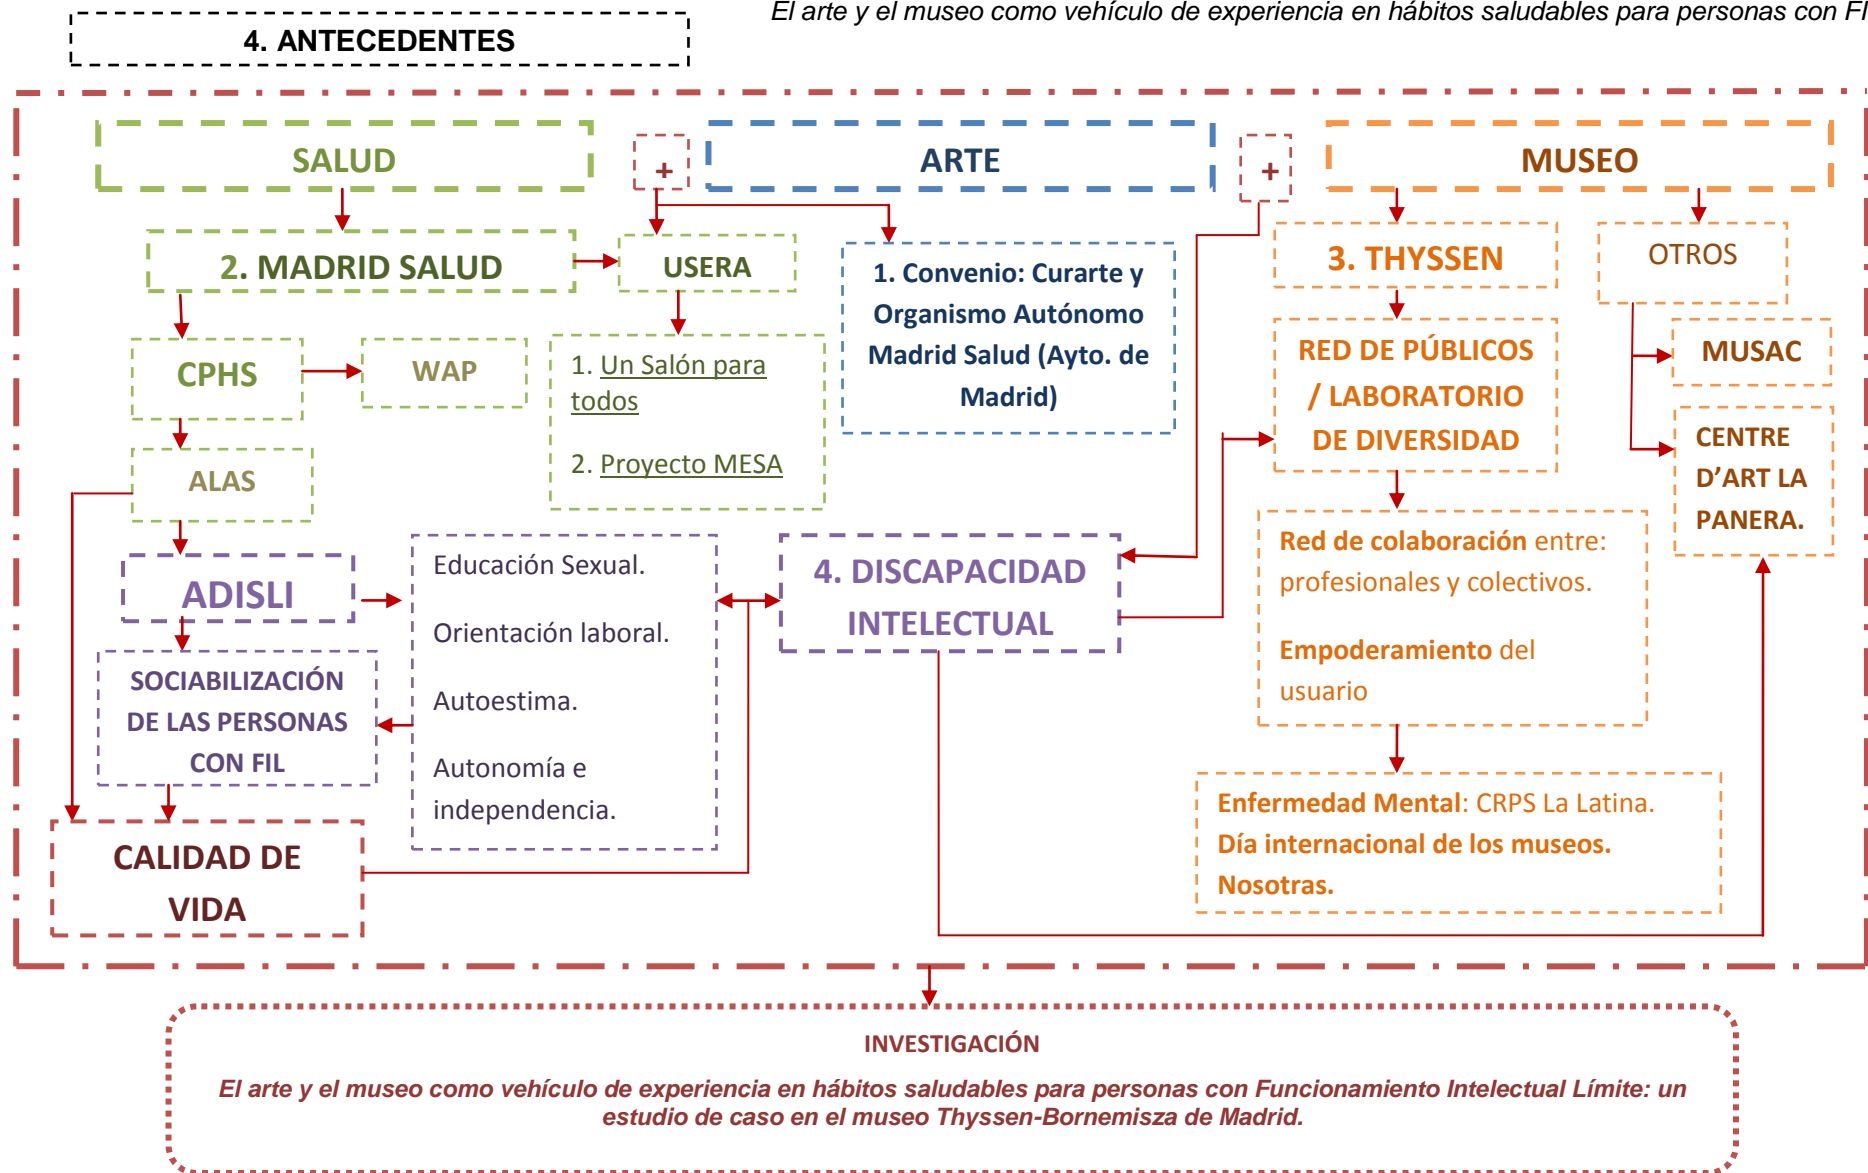 El arte y el museo como vehículo de experiencia en hábitos saludables para personas con FI
4. ANTECEDENTES
SALUD
+
ARTE
+
MUSEO
2. MADRID SALUD
USERA
1. Convenio: Curarte y
Organismo Autónomo
Madrid Salud (Ayto. de
Madrid)
3. THYSSEN
OTROS
CPHS
WAP
1. Un Salón para
todos
2. Proyecto MESA
RED DE PÚBLICOS
/ LABORATORIO
DE DIVERSIDAD
MUSAC
CENTRE
D’ART LA
PANERA.
ALAS
ADISLI
Educación Sexual.
Orientación laboral.
Autoestima.
Autonomía e
independencia.
4. DISCAPACIDAD
INTELECTUAL
Red de colaboración entre:
profesionales y colectivos.
Empoderamiento del
usuario
SOCIABILIZACIÓN
DE LAS PERSONAS
CON FIL
Enfermedad Mental: CRPS La Latina.
Día internacional de los museos.
Nosotras.
CALIDAD DE
VIDA
INVESTIGACIÓN
El arte y el museo como vehículo de experiencia en hábitos saludables para personas con Funcionamiento Intelectual Límite: un
estudio de caso en el museo Thyssen-Bornemisza de Madrid.